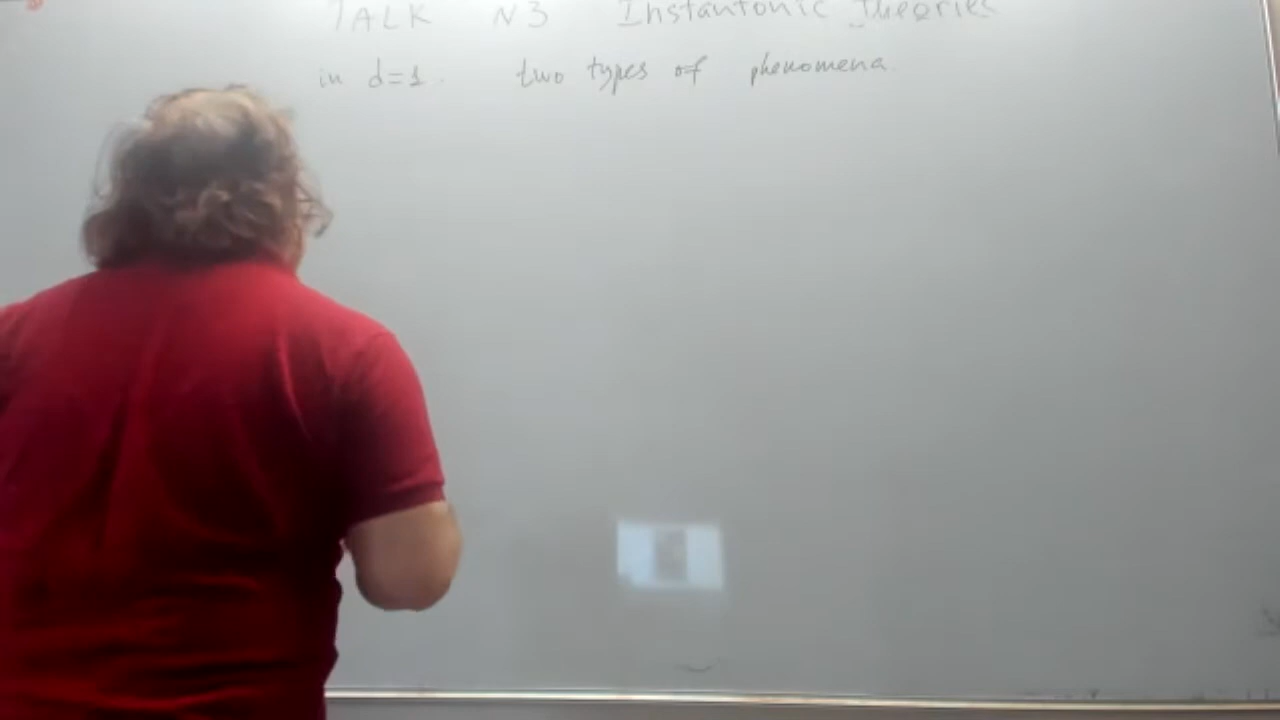 TALK N3 Instantonic Theories
in d=1. two types of phenomena